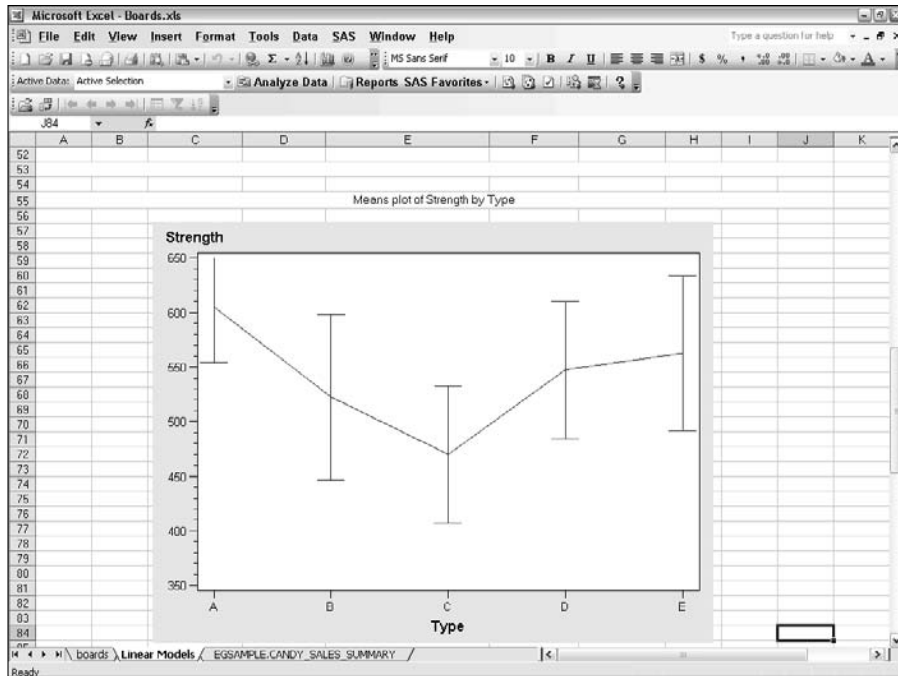 Microsoft Excel - Boards.xls
File Edit View Insert Format Tools Data SAS Window Help Type a question for help
MS Sans Serif 10 B I U $ % ,
Active Data: Active Selection Analyze Data Reports SAS Favorites
J84 fx
A B C D E F G H I J K
52
53
54
55 Means plot of Strength by Type
56
57
58 Strength
59 650
60
61
62 600
63
64
65
66 550
67
68
69
70 500
71
72
73
74 450
75
76
77 400
78
79
80
81 350
82 A B C D E
83
84 Type
boards Linear Models EGSAMPLE.CANDY_SALES_SUMMARY
Ready